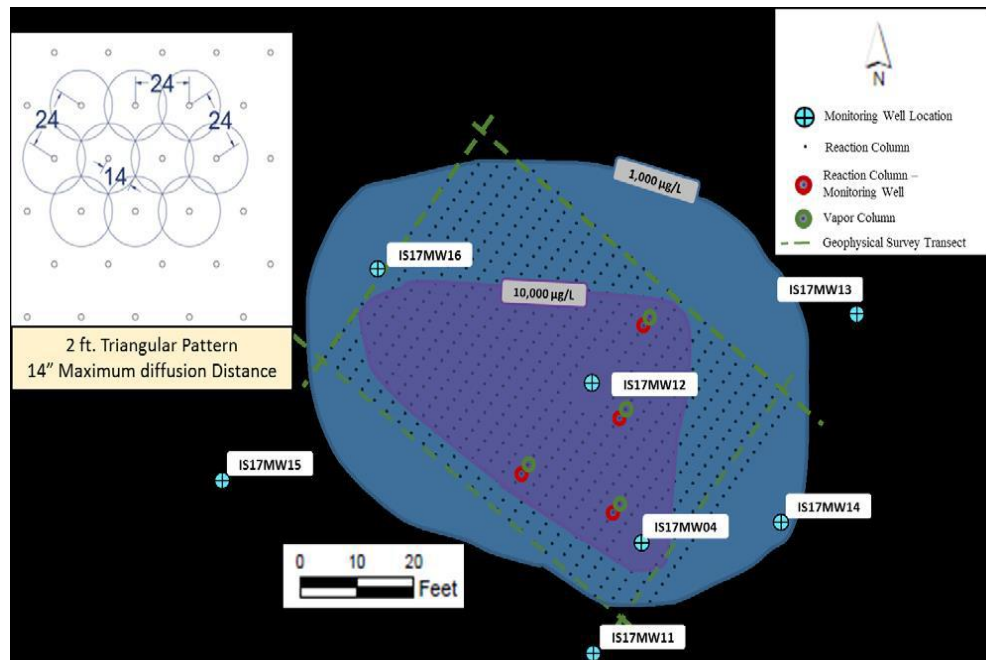 24
24
24
14
2 ft. Triangular Pattern
14” Maximum diffusion Distance
N
Monitoring Well Location
Reaction Column
Reaction Column –
Monitoring Well
Vapor Column
Geophysical Survey Transect
1,000 µg/L
IS17MW16
10,000 µg/L
IS17MW13
IS17MW12
IS17MW15
IS17MW04
IS17MW14
0 10 20
Feet
IS17MW11